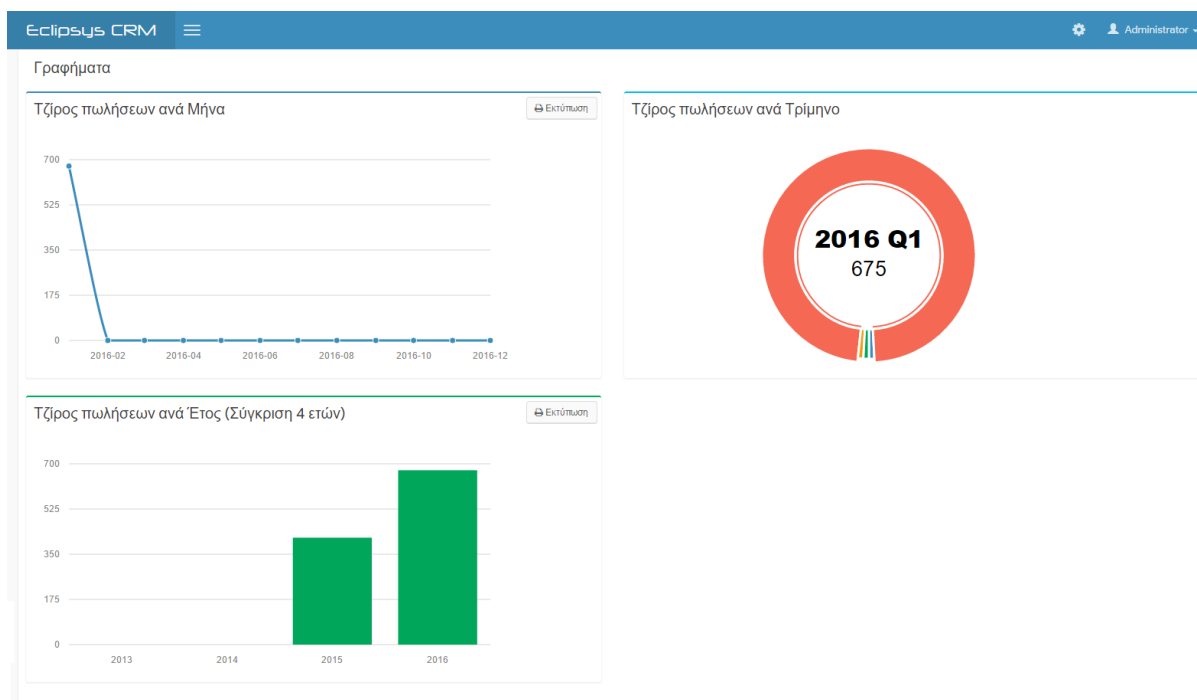 Eclipsys CRM
Administrator
Γραφήματα
Τζίρος πωλήσεων ανά Μήνα
Εκτύπωση
700
525
350
175
0
2016-02 2016-04 2016-06 2016-08 2016-10 2016-12
Τζίρος πωλήσεων ανά Τρίμηνο
2016 Q1
675
Τζίρος πωλήσεων ανά Έτος (Σύγκριση 4 ετών)
Εκτύπωση
700
525
350
175
0
2013 2014 2015 2016